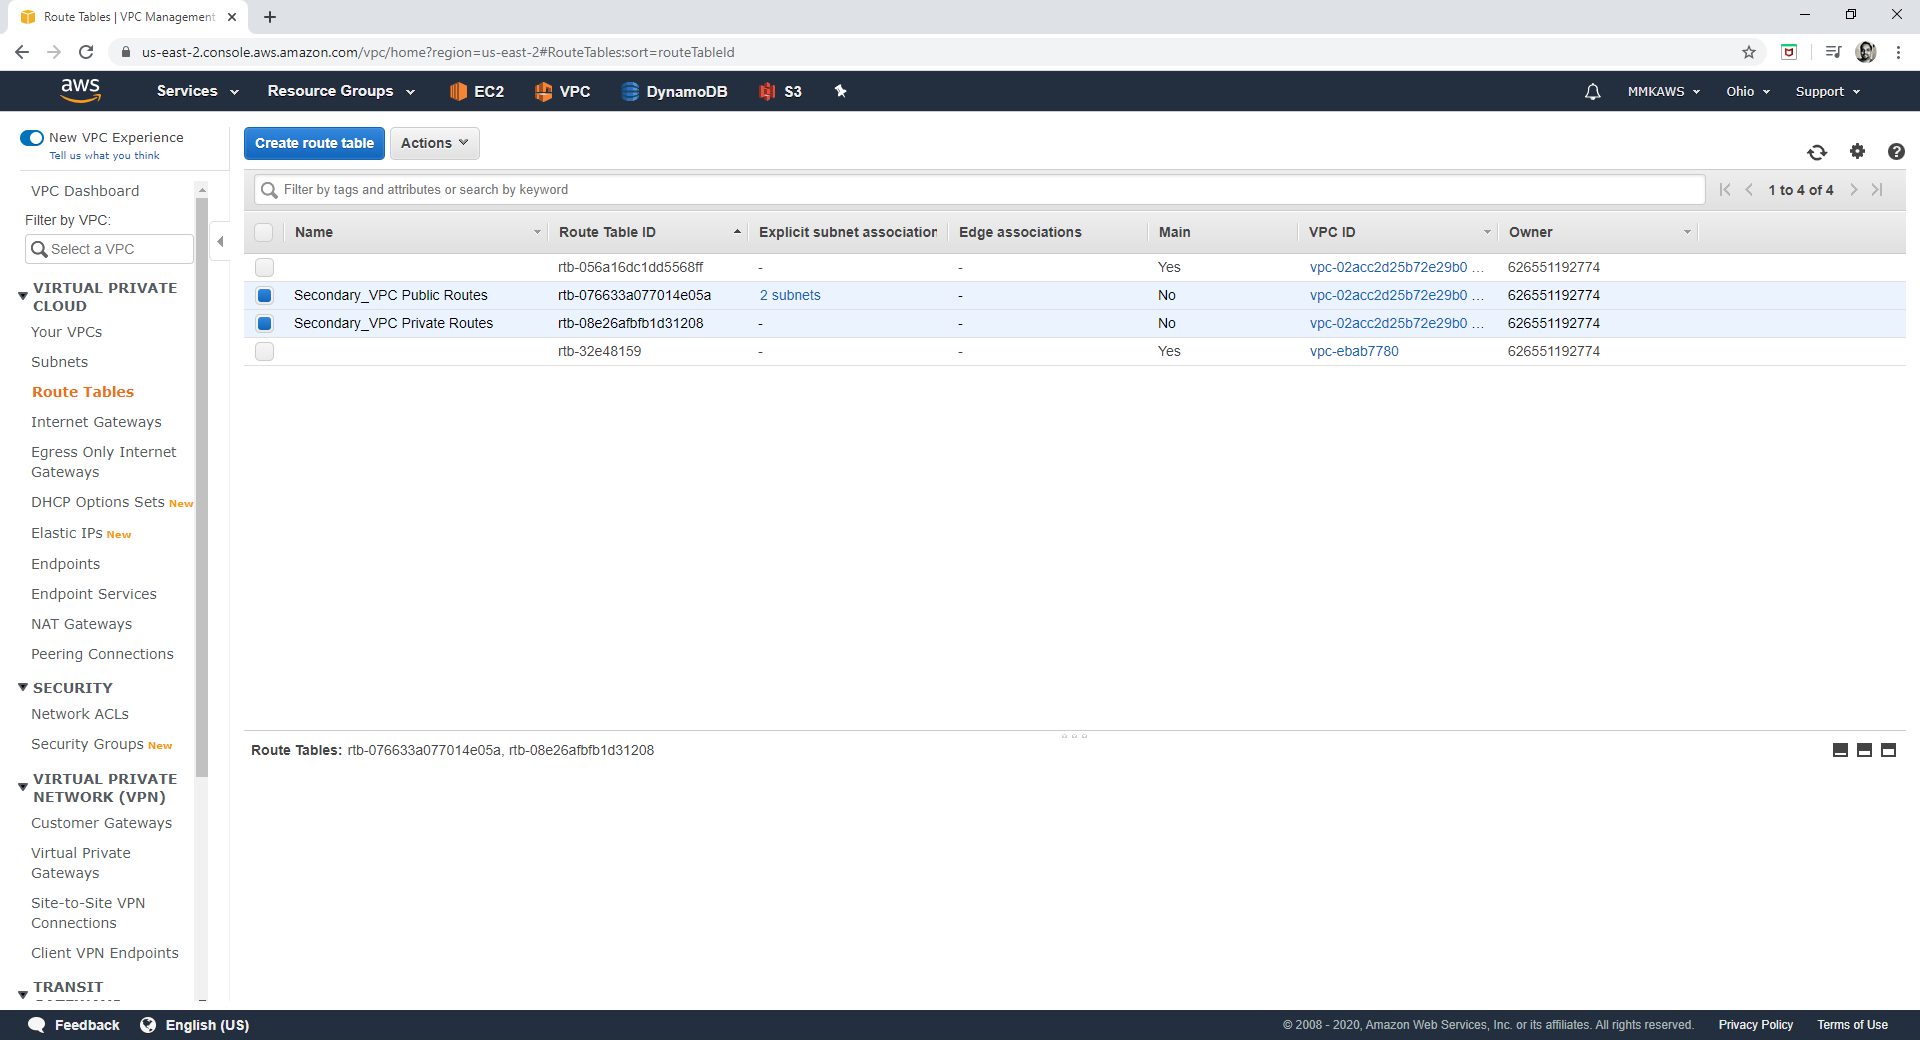 Route Tables | VPC Management
us-east-2.console.aws.amazon.com/vpc/home?region=us-east-2#RouteTables:sort=routeTableId
aws Services Resource Groups EC2 VPC DynamoDB S3 MMKAWS Ohio Support
New VPC Experience
Tell us what you think
VPC Dashboard
Filter by VPC:
Select a VPC
VIRTUAL PRIVATE
CLOUD
Your VPCs
Subnets
Route Tables
Internet Gateways
Egress Only Internet
Gateways
DHCP Options Sets New
Elastic IPs New
Endpoints
Endpoint Services
NAT Gateways
Peering Connections
SECURITY
Network ACLs
Security Groups New
VIRTUAL PRIVATE
NETWORK (VPN)
Customer Gateways
Virtual Private
Gateways
Site-to-Site VPN
Connections
Client VPN Endpoints
TRANSIT
Create route table Actions
Filter by tags and attributes or search by keyword 1 to 4 of 4
Name Route Table ID Explicit subnet association Edge associations Main VPC ID Owner
rtb-056a16dc1dd5568ff - - Yes vpc-02acc2d25b72e29b0 ... 626551192774
Secondary_VPC Public Routes rtb-076633a077014e05a 2 subnets - No vpc-02acc2d25b72e29b0 ... 626551192774
Secondary_VPC Private Routes rtb-08e26afbfb1d31208 - - No vpc-02acc2d25b72e29b0 ... 626551192774
rtb-32e48159 - - Yes vpc-ebab7780 626551192774
Route Tables: rtb-076633a077014e05a, rtb-08e26afbfb1d31208
Feedback English (US) © 2008 - 2020, Amazon Web Services, Inc. or its affiliates. All rights reserved. Privacy Policy Terms of Use